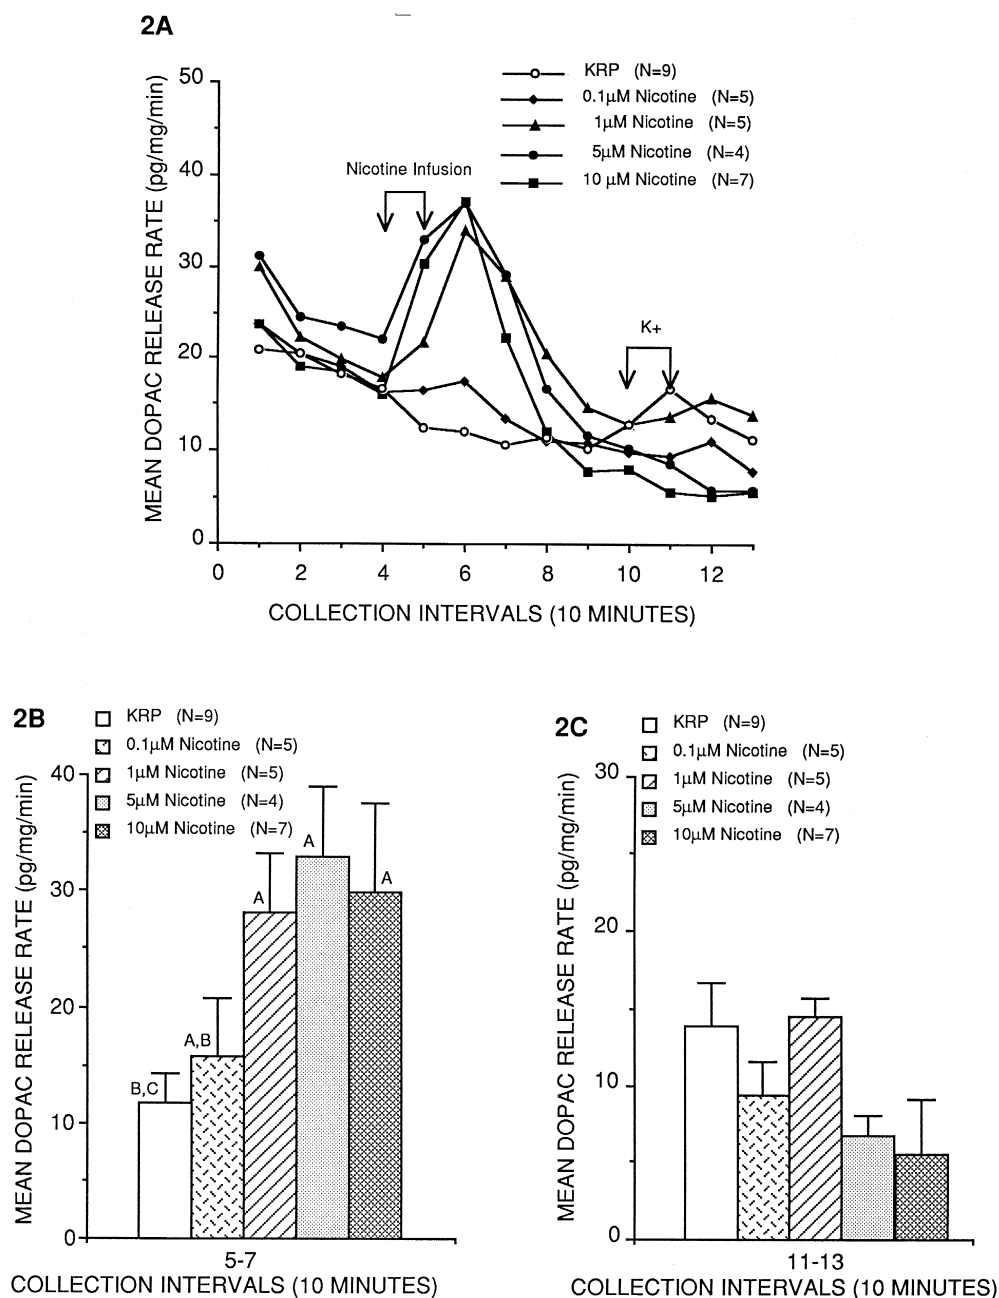 2A
KRP (N=9)
0.1µM Nicotine (N=5)
1µM Nicotine (N=5)
5µM Nicotine (N=4)
10 µM Nicotine (N=7)
MEAN DOPAC RELEASE RATE (pg/mg/min)
50
40
30
20
10
0
Nicotine Infusion
K+
0 2 4 6 8 10 12
COLLECTION INTERVALS (10 MINUTES)
2B
KRP (N=9)
0.1µM Nicotine (N=5)
1µM Nicotine (N=5)
5µM Nicotine (N=4)
10µM Nicotine (N=7)
MEAN DOPAC RELEASE RATE (pg/mg/min)
40
30
20
10
0
B,C
A,B
A
A
A
5-7
COLLECTION INTERVALS (10 MINUTES)
2C
KRP (N=9)
0.1µM Nicotine (N=5)
1µM Nicotine (N=5)
5µM Nicotine (N=4)
10µM Nicotine (N=7)
MEAN DOPAC RELEASE RATE (pg/mg/min)
30
20
10
0
11-13
COLLECTION INTERVALS (10 MINUTES)